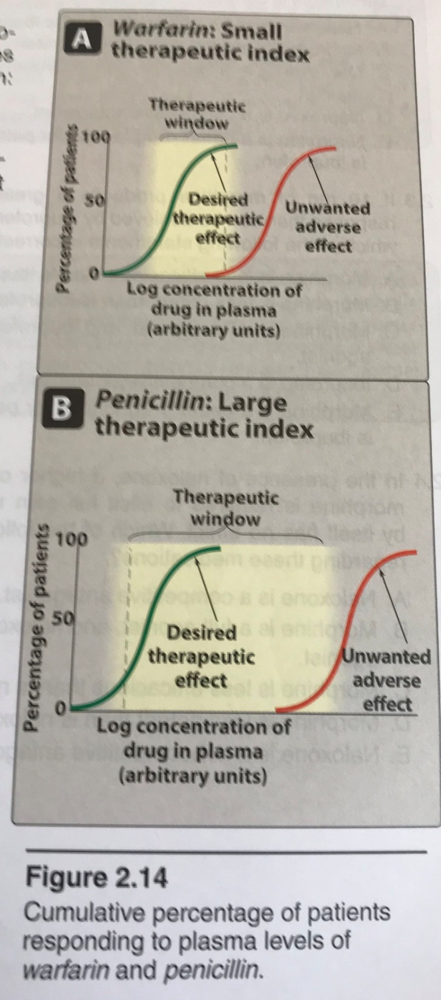 A
Warfarin: Small
therapeutic index
Therapeutic
window
Percentage of patients
100
50
0
Desired
therapeutic
effect
Unwanted
adverse
effect
Log concentration of
drug in plasma
(arbitrary units)
B
Penicillin: Large
therapeutic index
Therapeutic
window
Percentage of patients
100
50
0
Desired
therapeutic
effect
Unwanted
adverse
effect
Log concentration of
drug in plasma
(arbitrary units)
Figure 2.14
Cumulative percentage of patients
responding to plasma levels of
warfarin and penicillin.